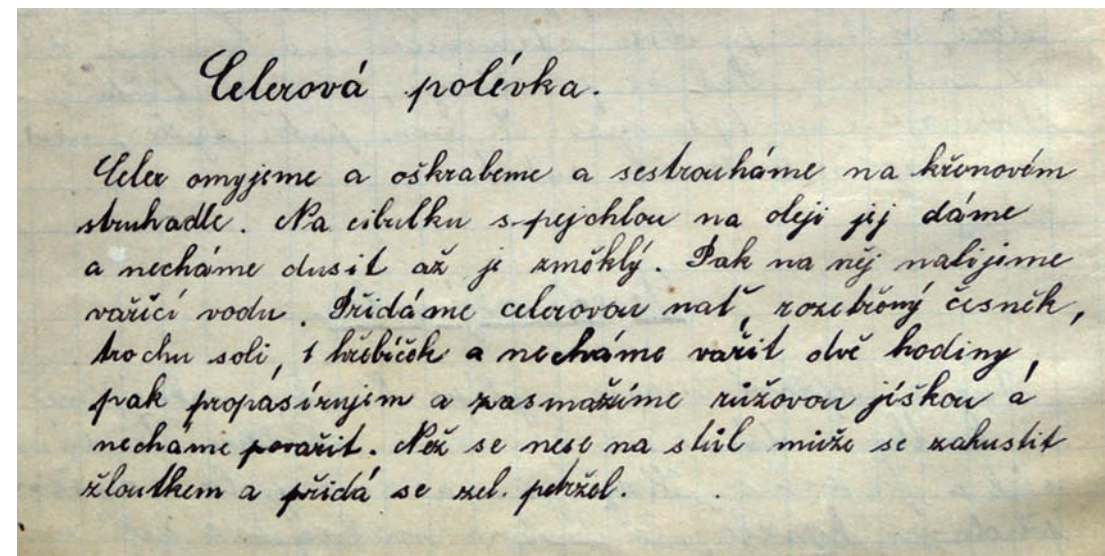 Celerová polévka.
Celer omyjeme a oškrabeme a sestrouháme na křenovém
struhadle. Na cibulku spejchlou na oleji jej dáme
a necháme dusit až je změklý. Pak na něj nalijeme
vařící vodu. Přidáme celerovou nať, rozetřený česněk,
trochu soli, 1 hřebíček a necháme vařit dvě hodiny,
pak propásírujem a zasmažíme růžovou jíškou a
necháme povařit. Než se nese na stůl může se zahustit
žloutkem a přidá se zel. petržel.